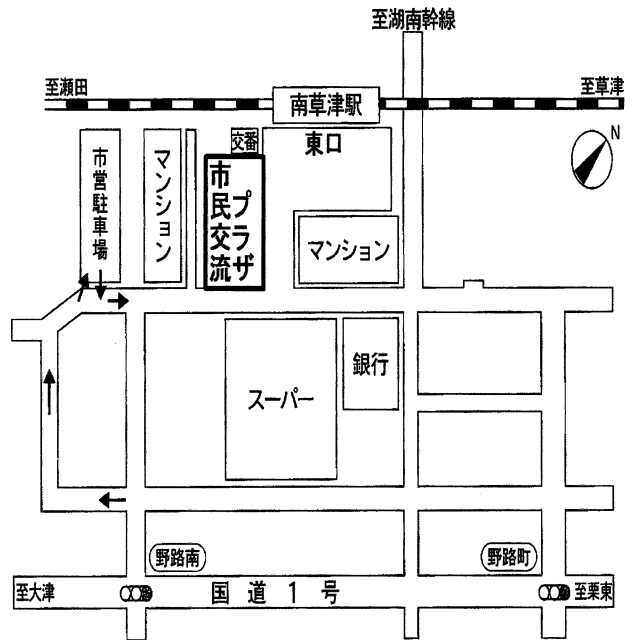 至湖南幹線
至瀬田
至草津
南草津駅
交番
東口
N
市営駐車場
マンション
市民交流
プラザ
マンション
銀行
スーパー
野路南
野路町
至大津
国道1号
至栗東